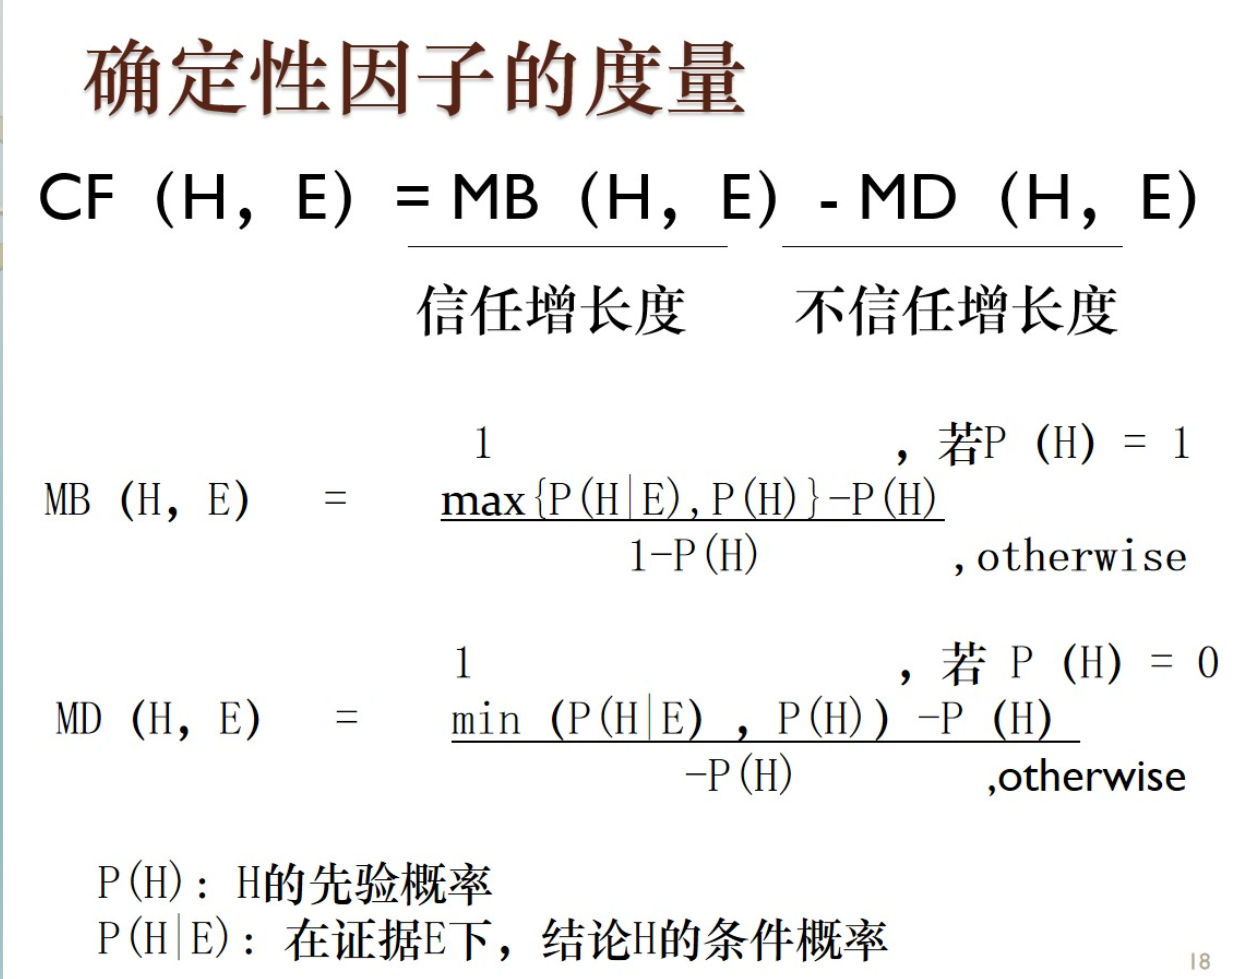 确定性因子的度量
CF（H，E）= MB（H，E）- MD（H，E）
信任增长度 不信任增长度
1 ，若P (H) = 1
MB (H，E) = max{P(H|E),P(H)}-P(H)
1-P(H) ,otherwise
1 ，若 P (H) = 0
MD (H，E) = min (P(H|E) ，P(H)) -P (H)
-P(H) ,otherwise
P(H)：H的先验概率
P(H|E)：在证据E下，结论H的条件概率
18